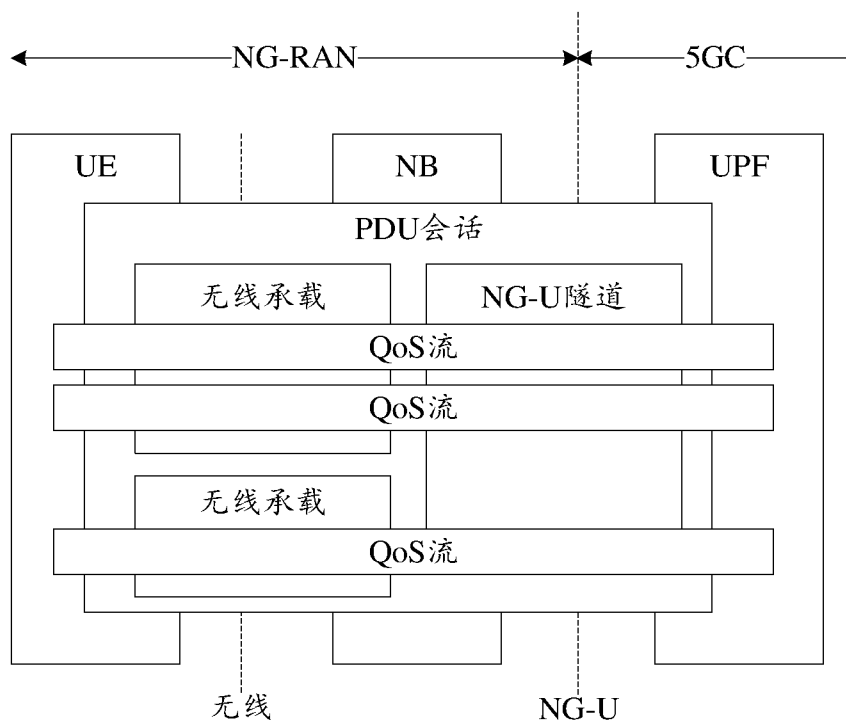 NG-RAN
5GC
UE
NB
UPF
PDU会话
无线承载
NG-U隧道
QoS流
QoS流
无线承载
QoS流
无线
NG-U